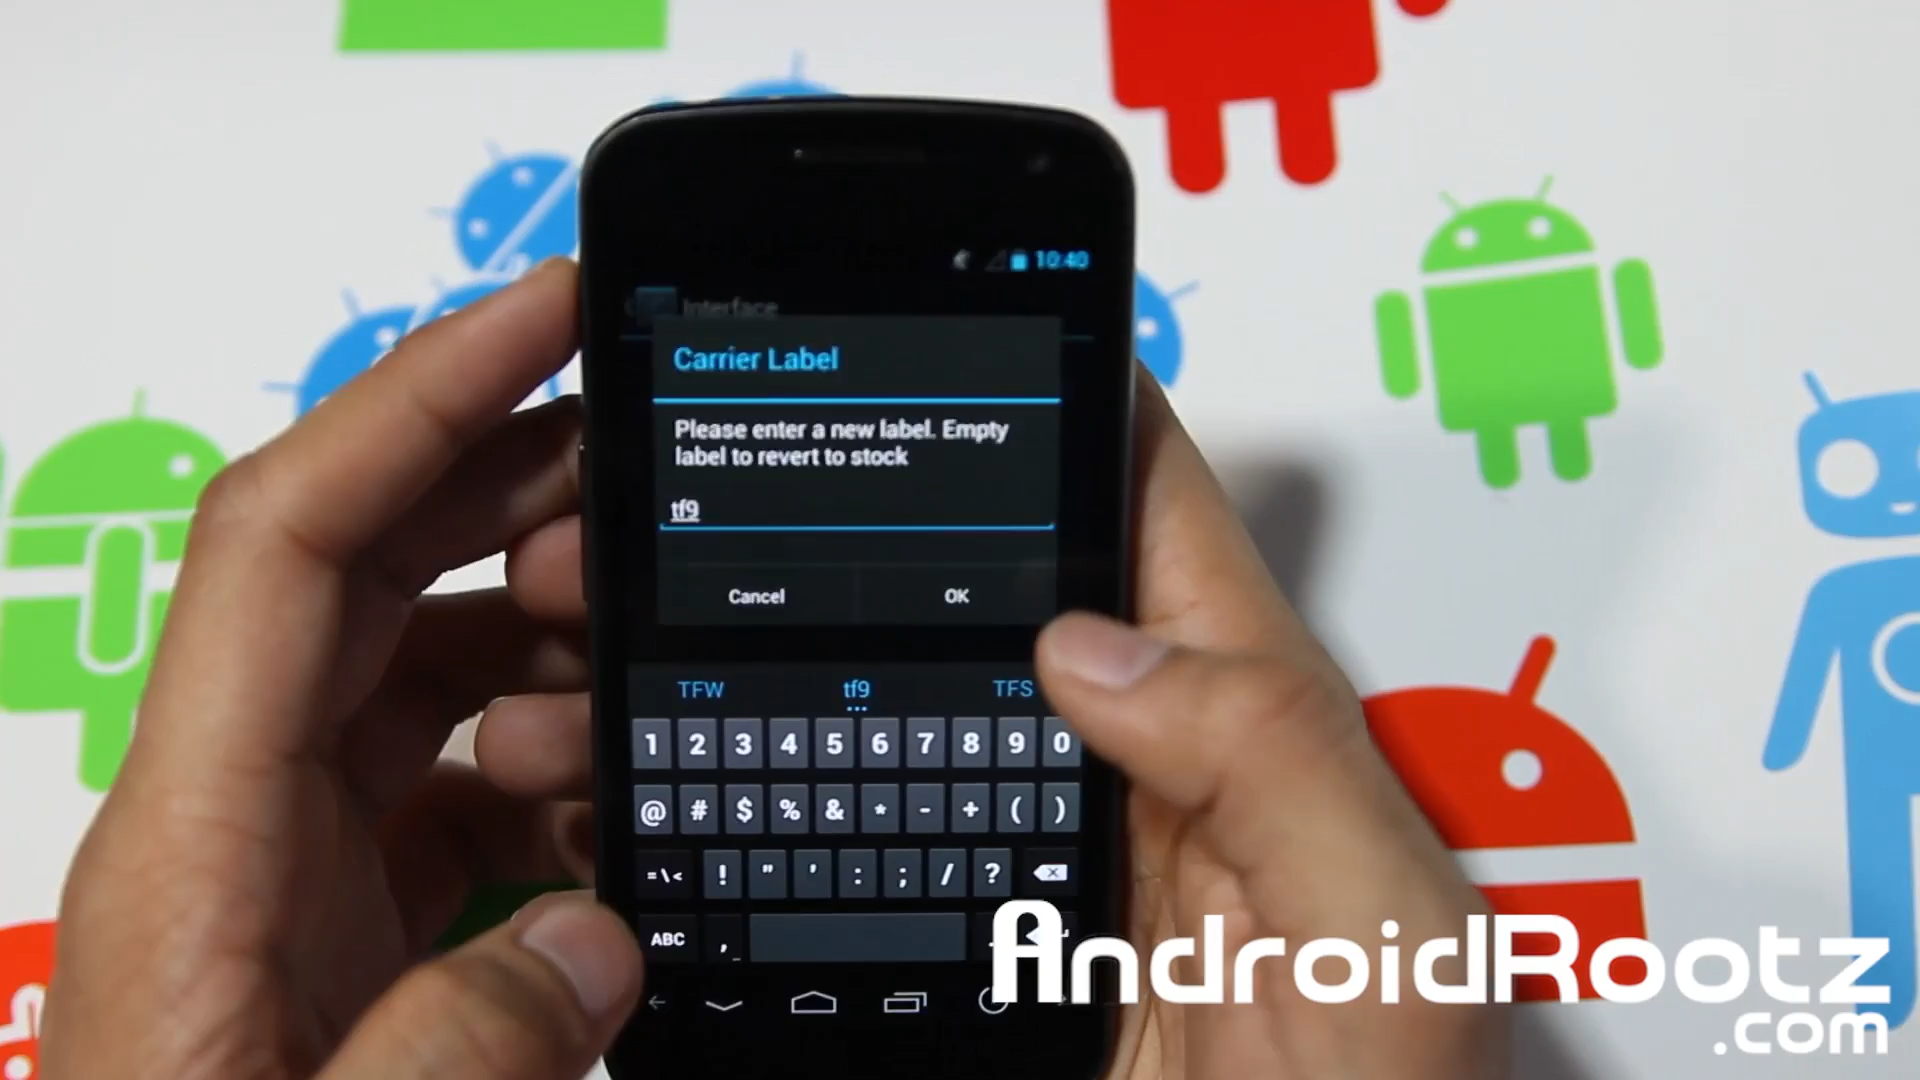 10:40
Interface
Carrier Label
Please enter a new label. Empty
label to revert to stock
tf9
Cancel OK
TFW tf9 TFS
1 2 3 4 5 6 7 8 9 0
@ # $ % & * - + ( )
=\< ! " ' : ; / ?
ABC , .
AndroidRootz
.com